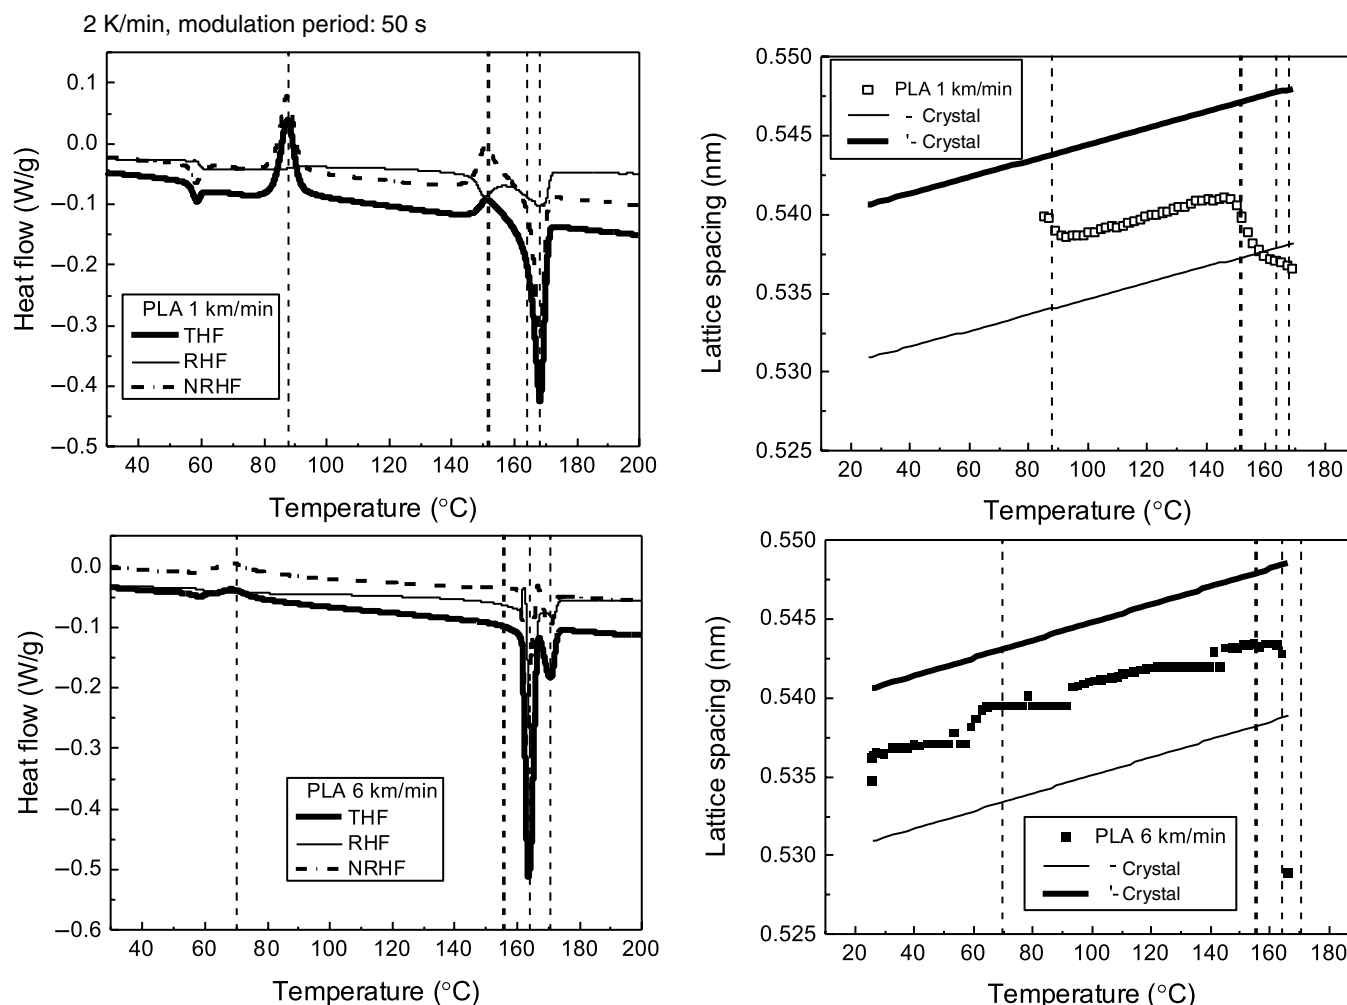 2 K/min, modulation period: 50 s
0.1
0.0
–0.1
–0.2
–0.3
–0.4
–0.5
Heat flow (W/g)
PLA 1 km/min
THF
RHF
NRHF
40 60 80 100 120 140 160 180 200
Temperature (°C)
0.550
0.545
0.540
0.535
0.530
0.525
Lattice spacing (nm)
PLA 1 km/min
- Crystal
'- Crystal
20 40 60 80 100 120 140 160 180
Temperature (°C)
0.0
–0.1
–0.2
–0.3
–0.4
–0.5
–0.6
Heat flow (W/g)
PLA 6 km/min
THF
RHF
NRHF
40 60 80 100 120 140 160 180 200
Temperature (°C)
0.550
0.545
0.540
0.535
0.530
0.525
Lattice spacing (nm)
PLA 6 km/min
- Crystal
'- Crystal
20 40 60 80 100 120 140 160 180
Temperature (°C)